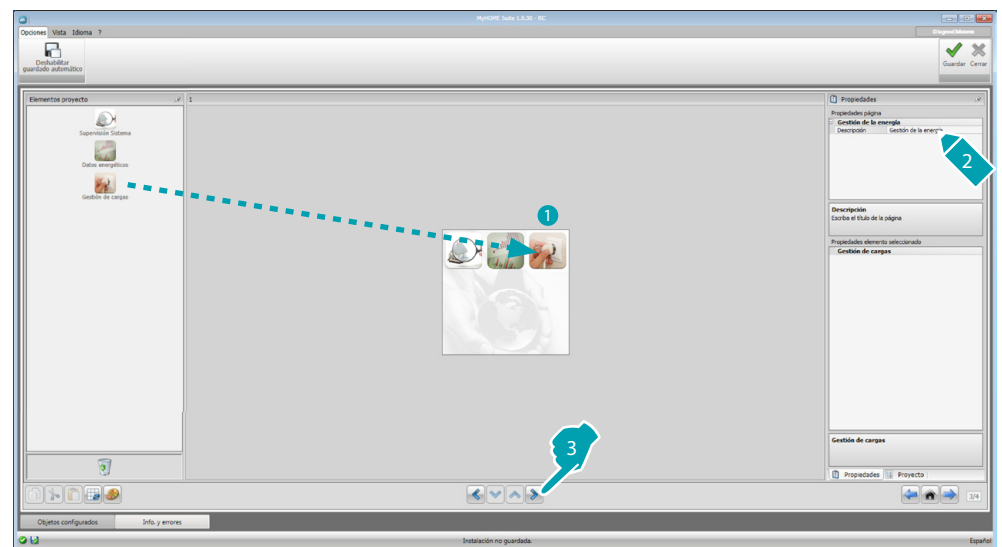 MyHOME Suite 1.0.30 - RC
Opciones Vista Idioma ?
Deshabilitar
guardado automático
Guardar Cerrar
Elementos proyecto
1
Propiedades
Supervisión Sistema
Datos energéticos
Gestión de cargas
Propiedades página
Gestión de la energía
Descripción Gestión de la energía
2
Descripción
Escriba el título de la página
1
Propiedades elemento seleccionado
Gestión de cargas
3
Gestión de cargas
Propiedades Proyecto
3/4
Objetos configurados Info. y errores
Instalación no guardada.
Español